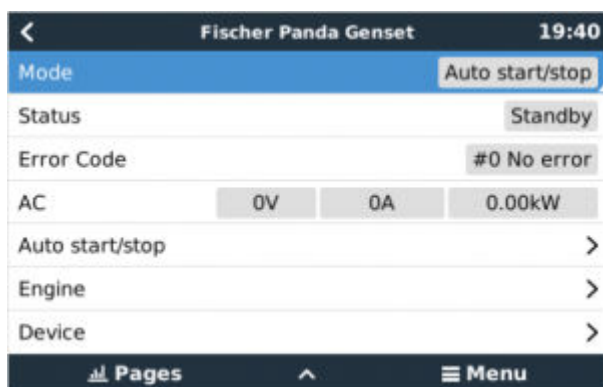 Fischer Panda Genset 19:40
Mode Auto start/stop
Status Standby
Error Code #0 No error
AC 0V 0A 0.00kW
Auto start/stop
Engine
Device
Pages Menu